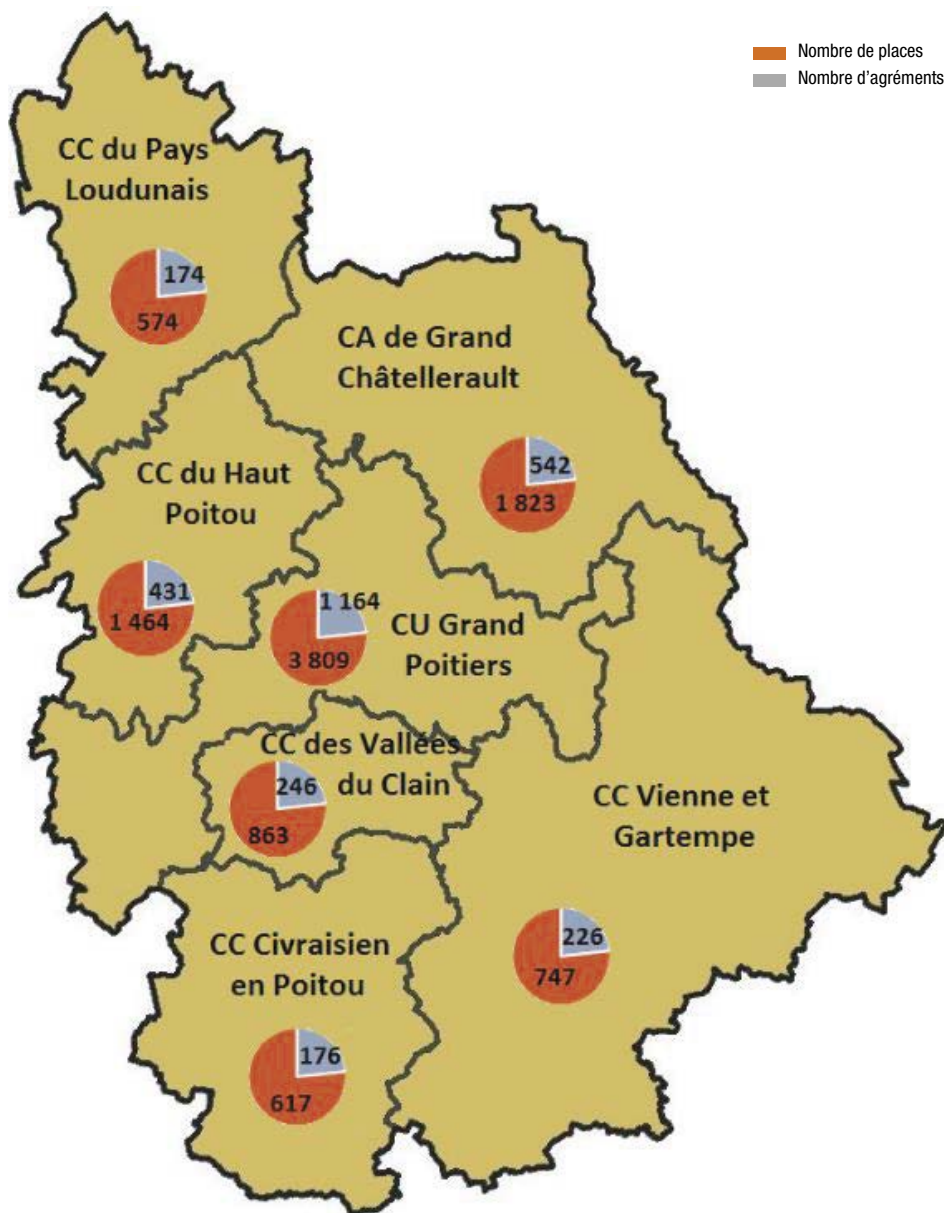 Nombre de places
Nombre d'agréments
CC du Pays
Loudunais
174
574
CA de Grand
Châtellerault
542
1 823
CC du Haut
Poitou
431
1 464
1 164
3 809
CU Grand
Poitiers
CC des Vallées
du Clain
246
863
CC Vienne et
Gartempe
226
747
CC Civraisien
en Poitou
176
617